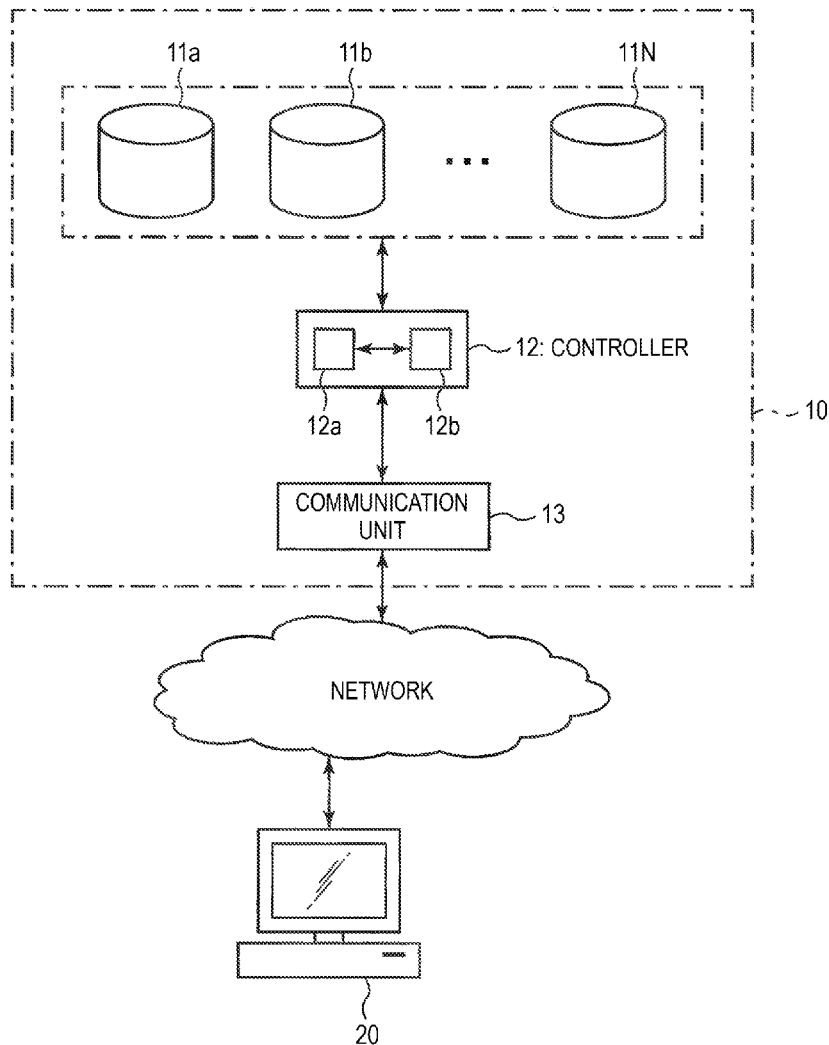 11a
11b
11N
12: CONTROLLER
12a
12b
10
COMMUNICATION
UNIT
13
NETWORK
20